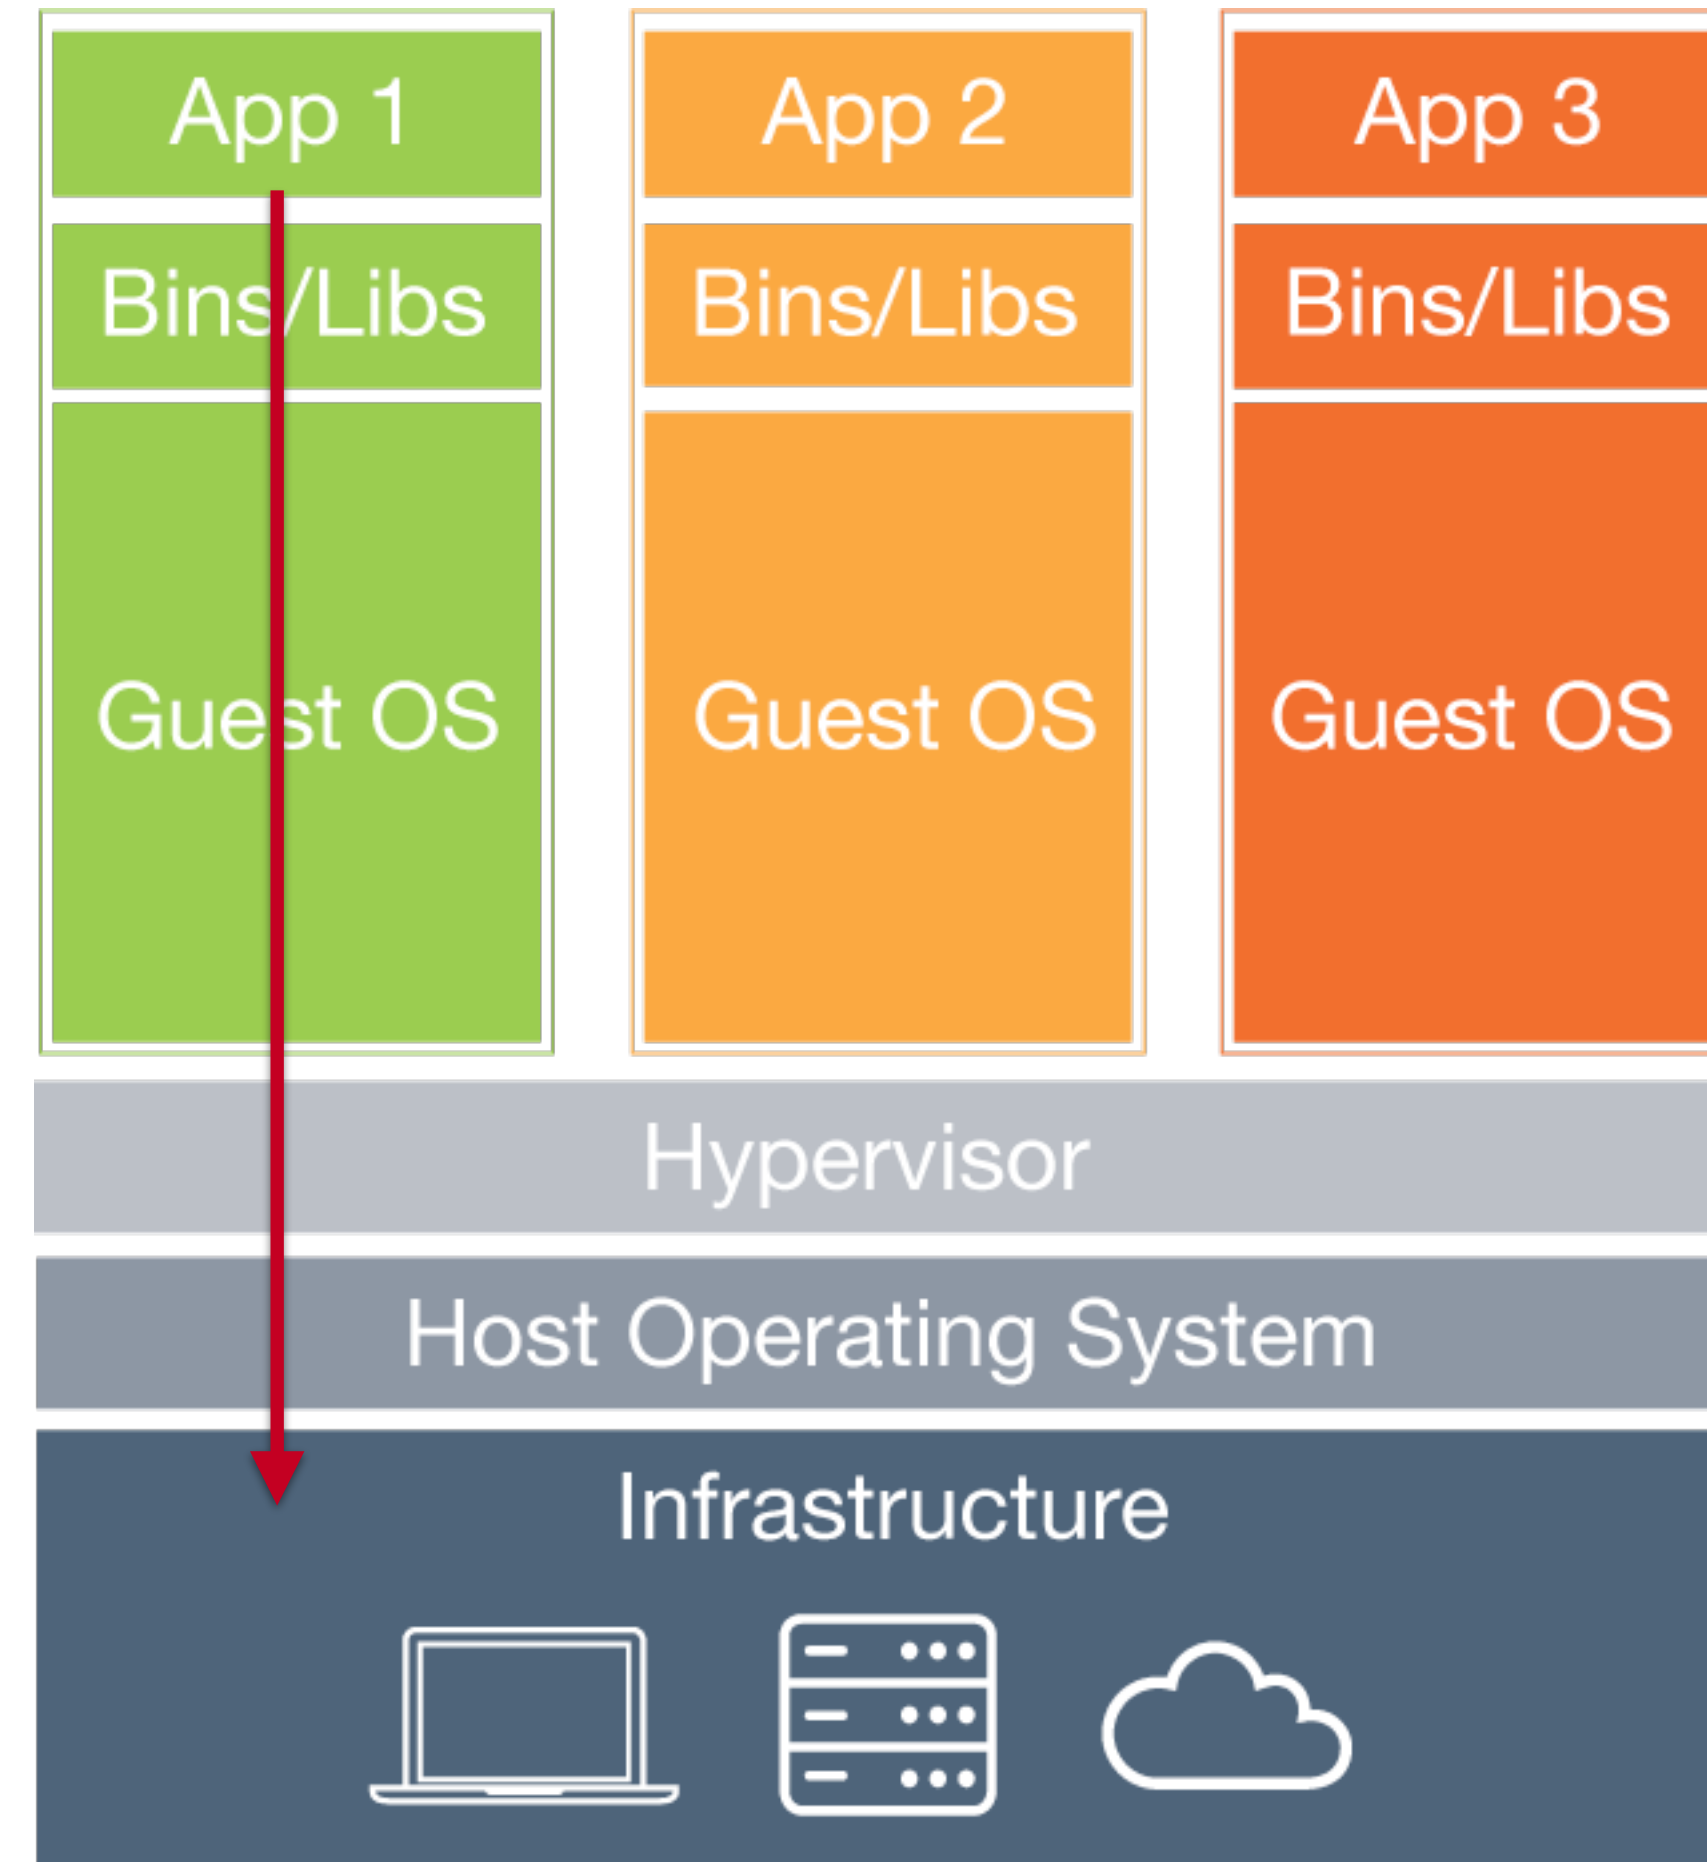 App 1
App 2
App 3
Bins/Libs
Bins/Libs
Bins/Libs
Guest OS
Guest OS
Guest OS
Hypervisor
Host Operating System
Infrastructure